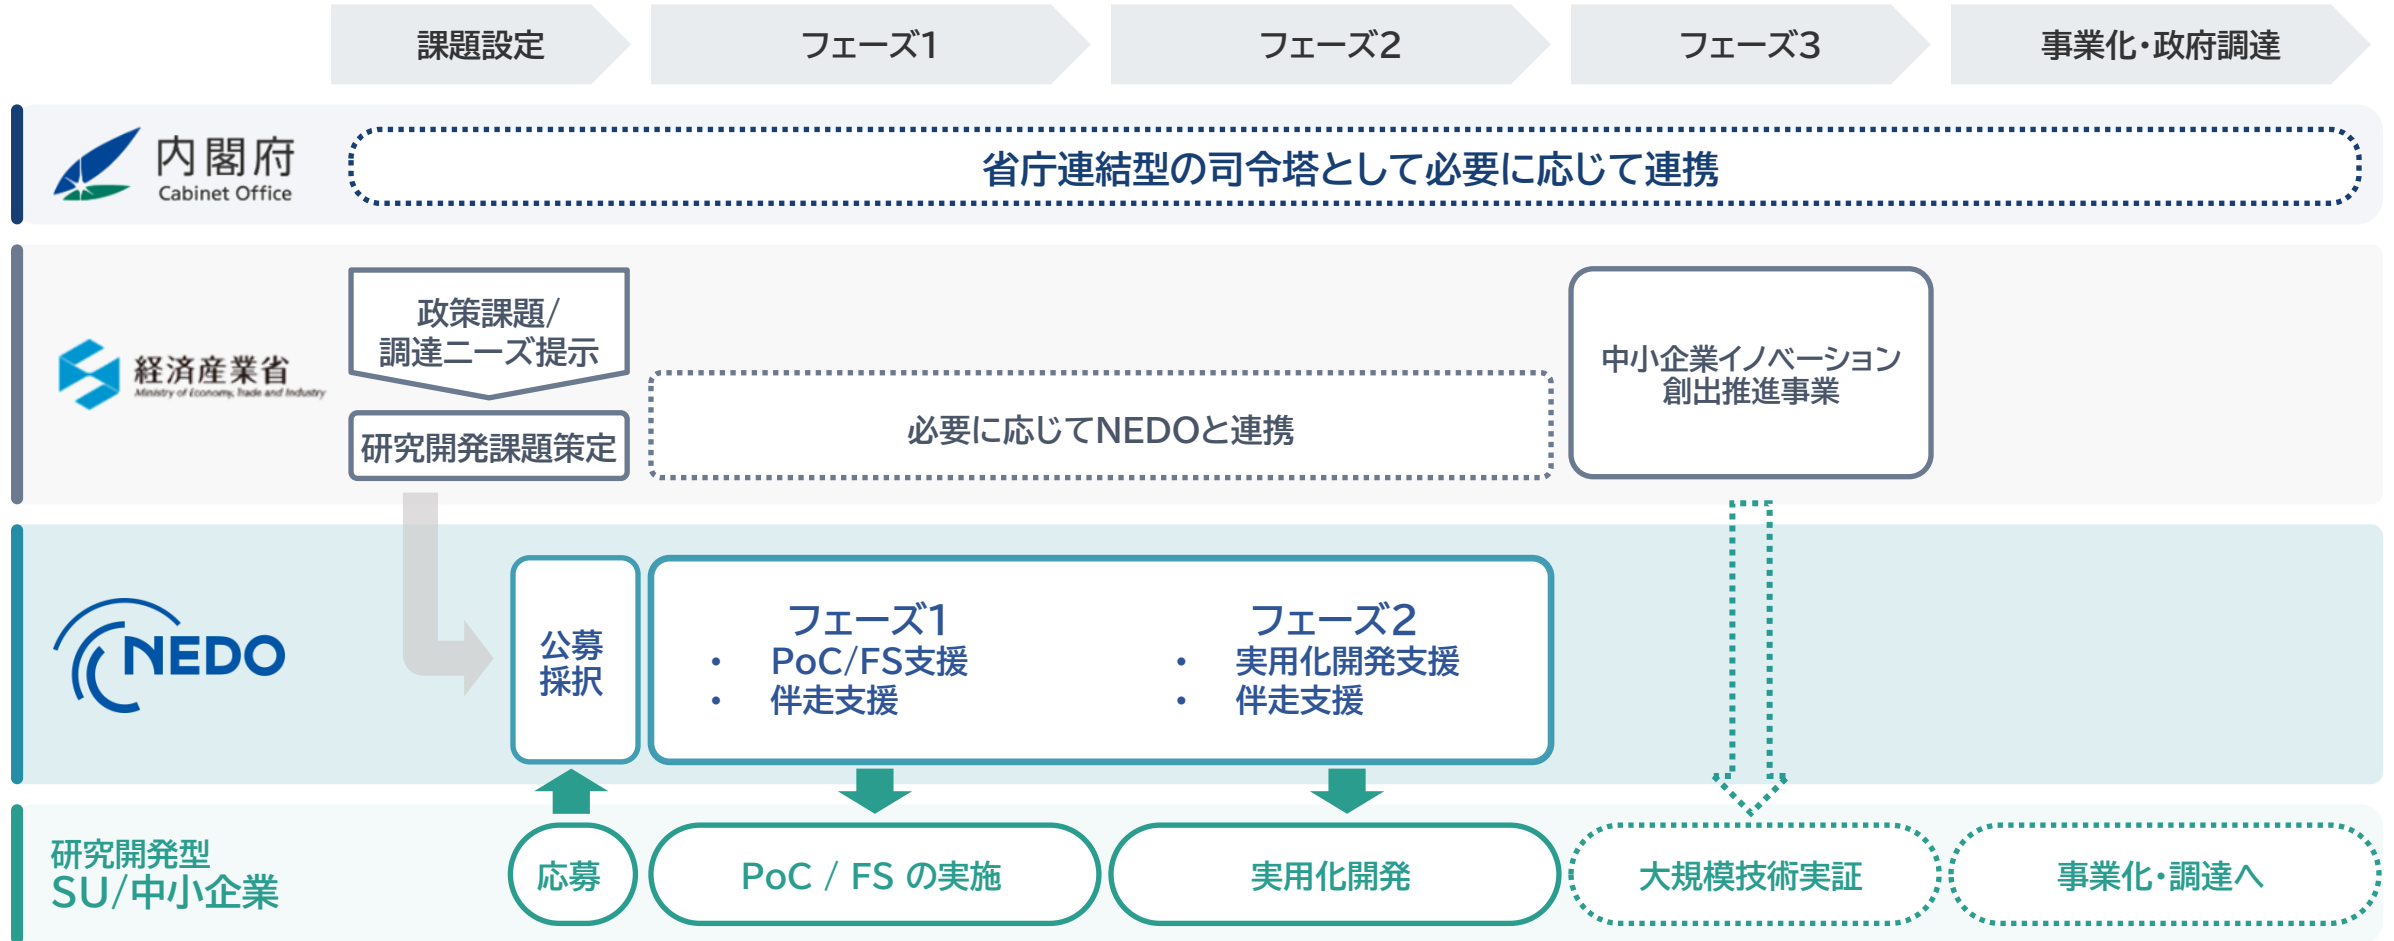 課題設定
フェーズ1
フェーズ2
フェーズ3
事業化・政府調達
内閣府
Cabinet Office
省庁連結型の司令塔として必要に応じて連携
経済産業省
Ministry of Economy, Trade and Industry
政策課題/
調達ニーズ提示
研究開発課題策定
必要に応じてNEDOと連携
中小企業イノベーション
創出推進事業
NEDO
公募
採択
フェーズ1
・ PoC/FS支援
・ 伴走支援
フェーズ2
・ 実用化開発支援
・ 伴走支援
研究開発型
SU/中小企業
応募
PoC / FS の実施
実用化開発
大規模技術実証
事業化・調達へ